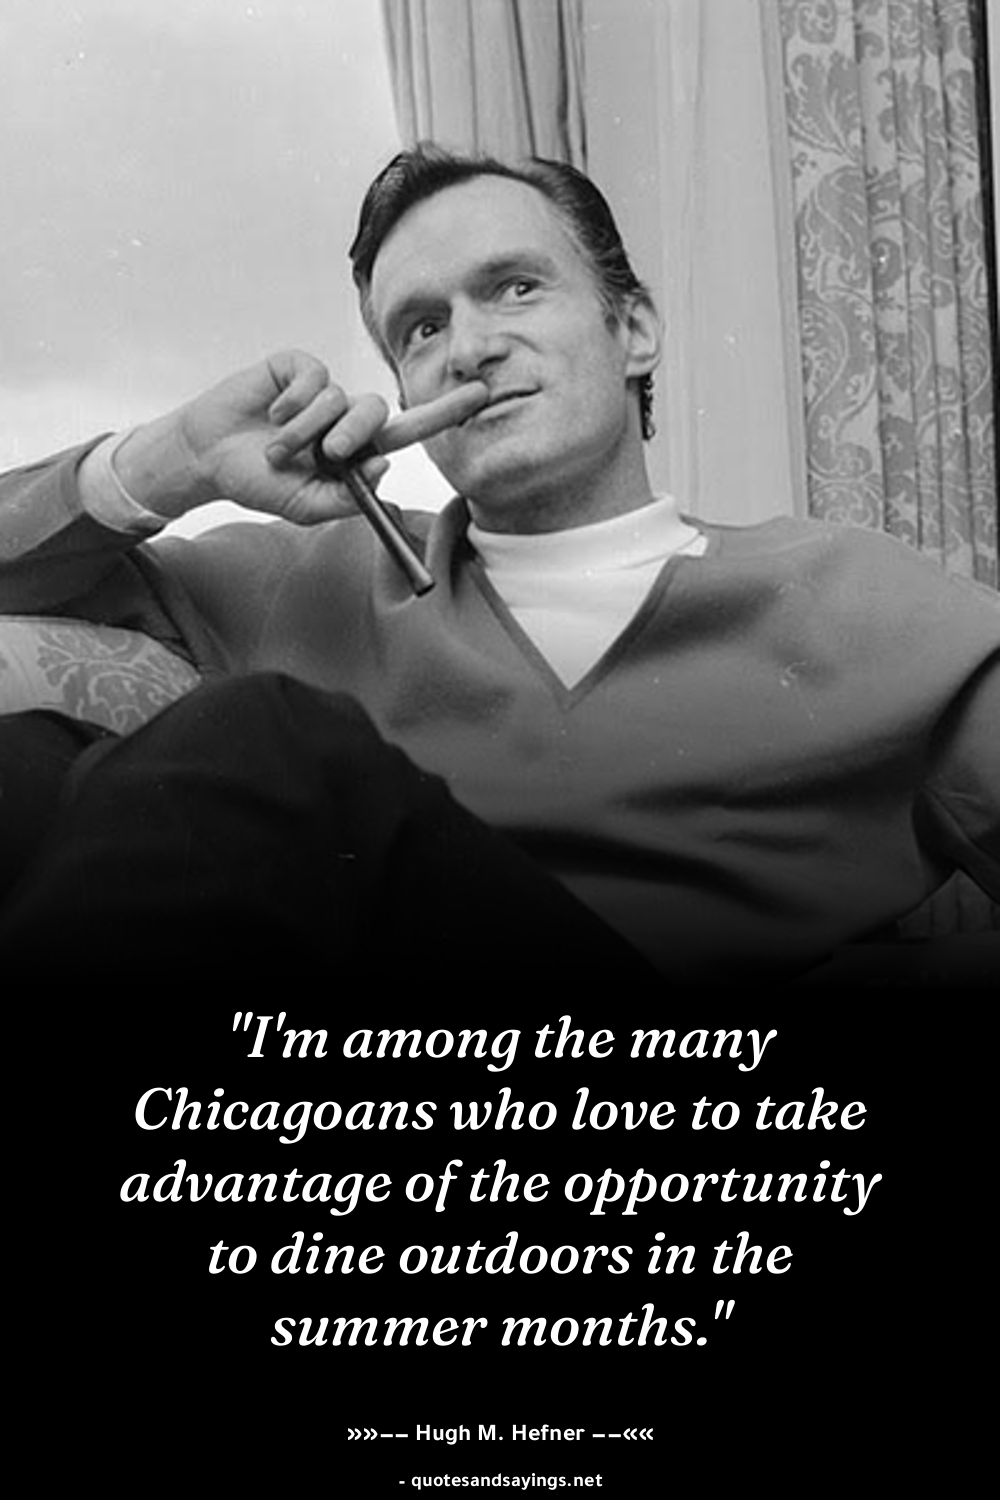 "I'm among the many
Chicagoans who love to take
advantage of the opportunity
to dine outdoors in the
summer months."
»»–– Hugh M. Hefner ––««
- quotesandsayings.net